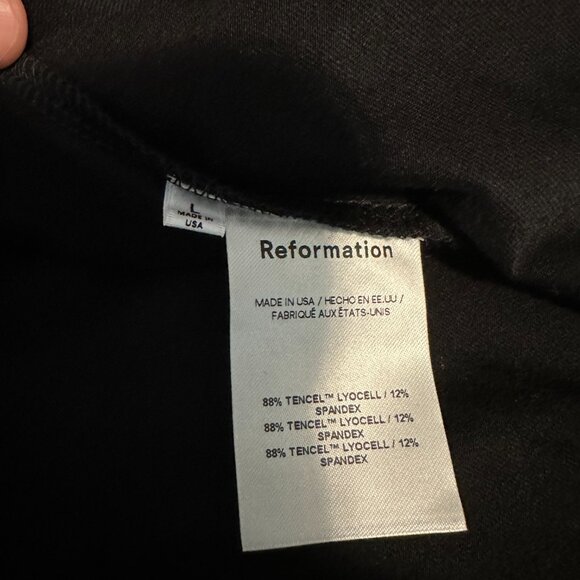 L
MADE IN
USA
Reformation
MADE IN USA / HECHO EN EE.UU /
FABRIQUÉ AUX ÉTATS-UNIS
88% TENCEL™ LYOCELL / 12%
SPANDEX
88% TENCEL™ LYOCELL / 12%
SPANDEX
88% TENCEL™ LYOCELL / 12%
SPANDEX